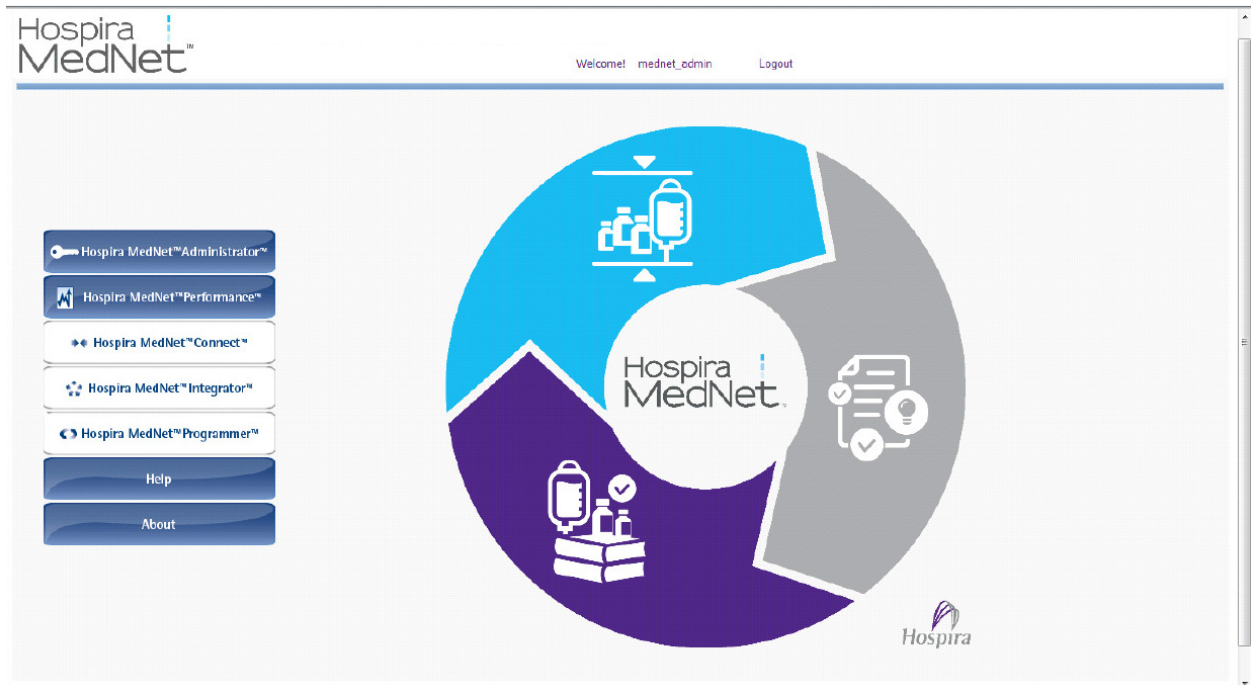 Hospira
MedNet™
Welcome! mednet_admin Logout
Hospira MedNet™Administrator™
Hospira MedNet™Performance™
Hospira MedNet™Connect™
Hospira MedNet™Integrator™
Hospira MedNet™Programmer™
Help
About
Hospira
MedNet
Hospira